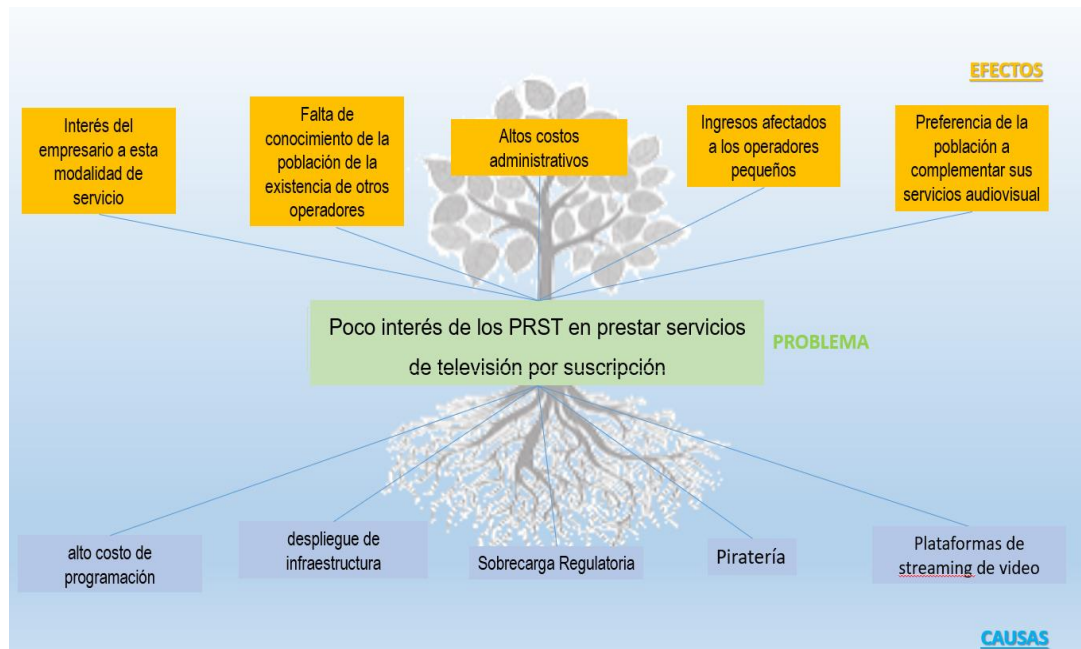 EFECTOS
Interés del
empresario a esta
modalidad de
servicio
Falta de
conocimiento de la
población de la
existencia de otros
operadores
Altos costos
administrativos
Ingresos afectados
a los operadores
pequeños
Preferencia de la
población a
complementar sus
servicios audiovisual
Poco interés de los PRST en prestar servicios
de televisión por suscripción
PROBLEMA
alto costo de
programación
despliegue de
infraestructura
Sobrecarga Regulatoria
Piratería
Plataformas de
streaming de video
CAUSAS